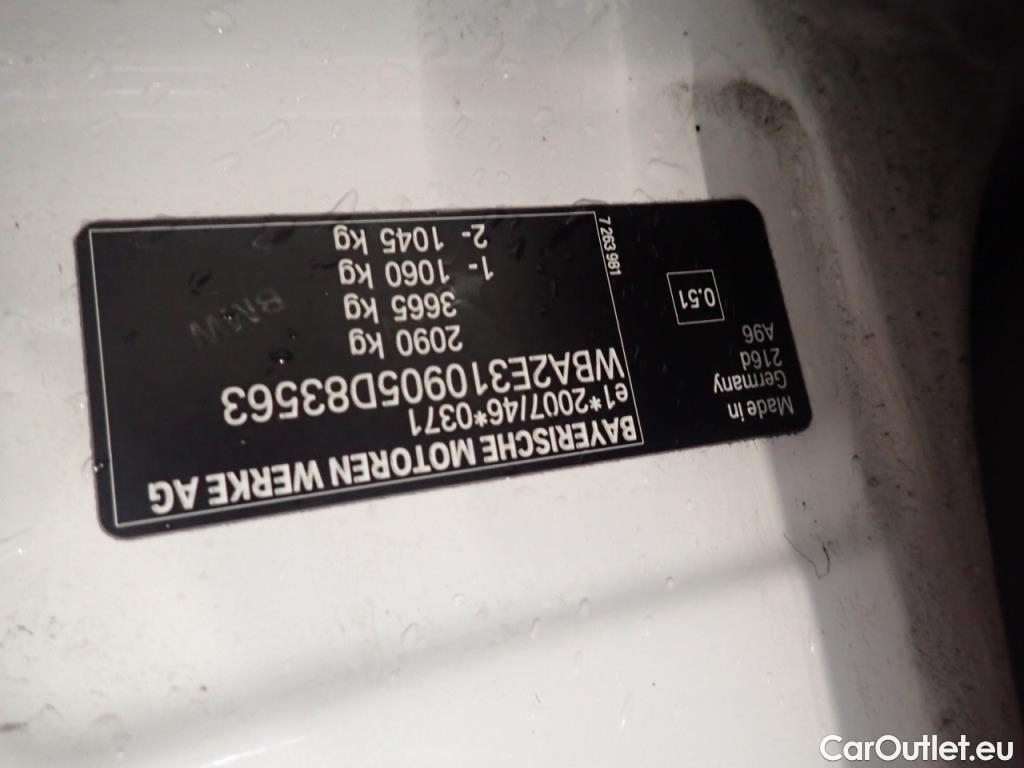 BAYERISCHE MOTOREN WERKE AG
e1*2007/46*0371
WBA2E310905D83563
2090 kg
3665 kg
1- 1060 kg
2- 1045 kg
Made in
Germany
216d
A96
0.51
7 263 981
BMW
CarOutlet.eu